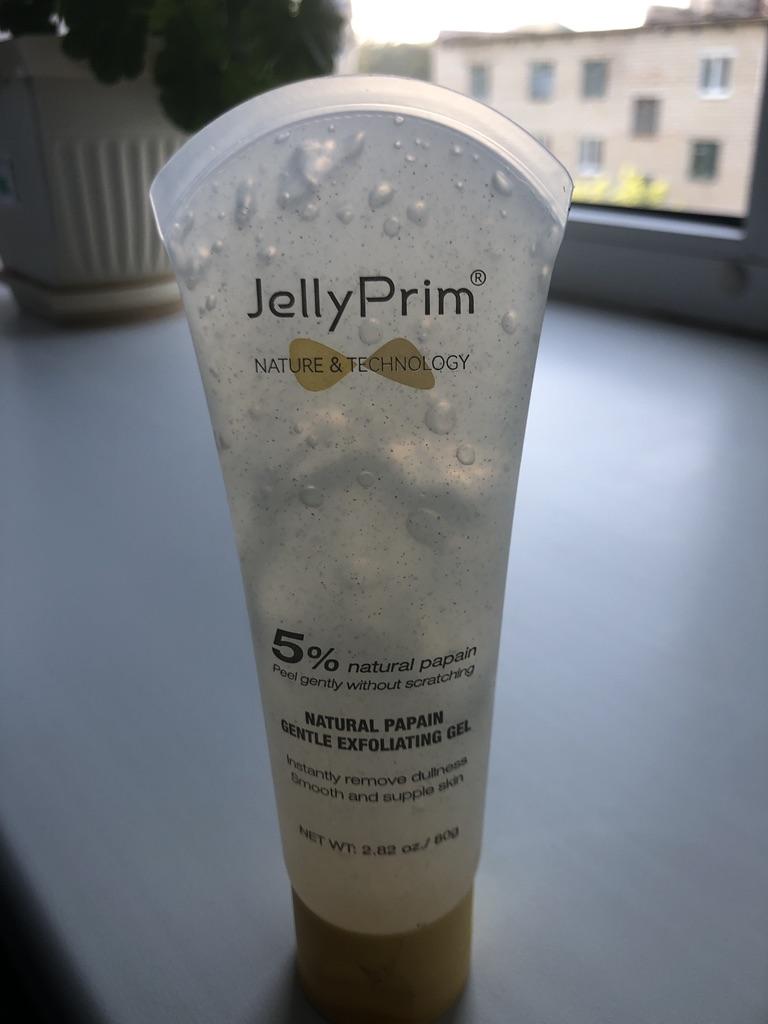 JellyPrim®
NATURE & TECHNOLOGY
5% natural papain
Peel gently without scratching
NATURAL PAPAIN
GENTLE EXFOLIATING GEL
Instantly remove dullness
Smooth and supple skin
NET WT: 2.82 oz./ 80g